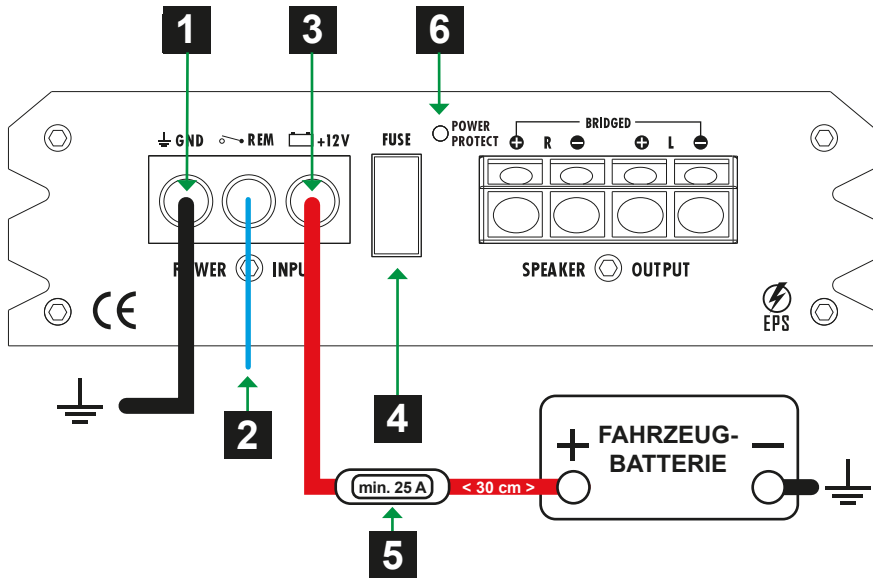 1 3 6
GND REM +12V
FUSE
POWER
PROTECT
BRIDGED
+ R − + L −
POWER INPUT
SPEAKER OUTPUT
CE
EPS
2
4
+ FAHRZEUG- −
BATTERIE
min. 25 A
< 30 cm >
5